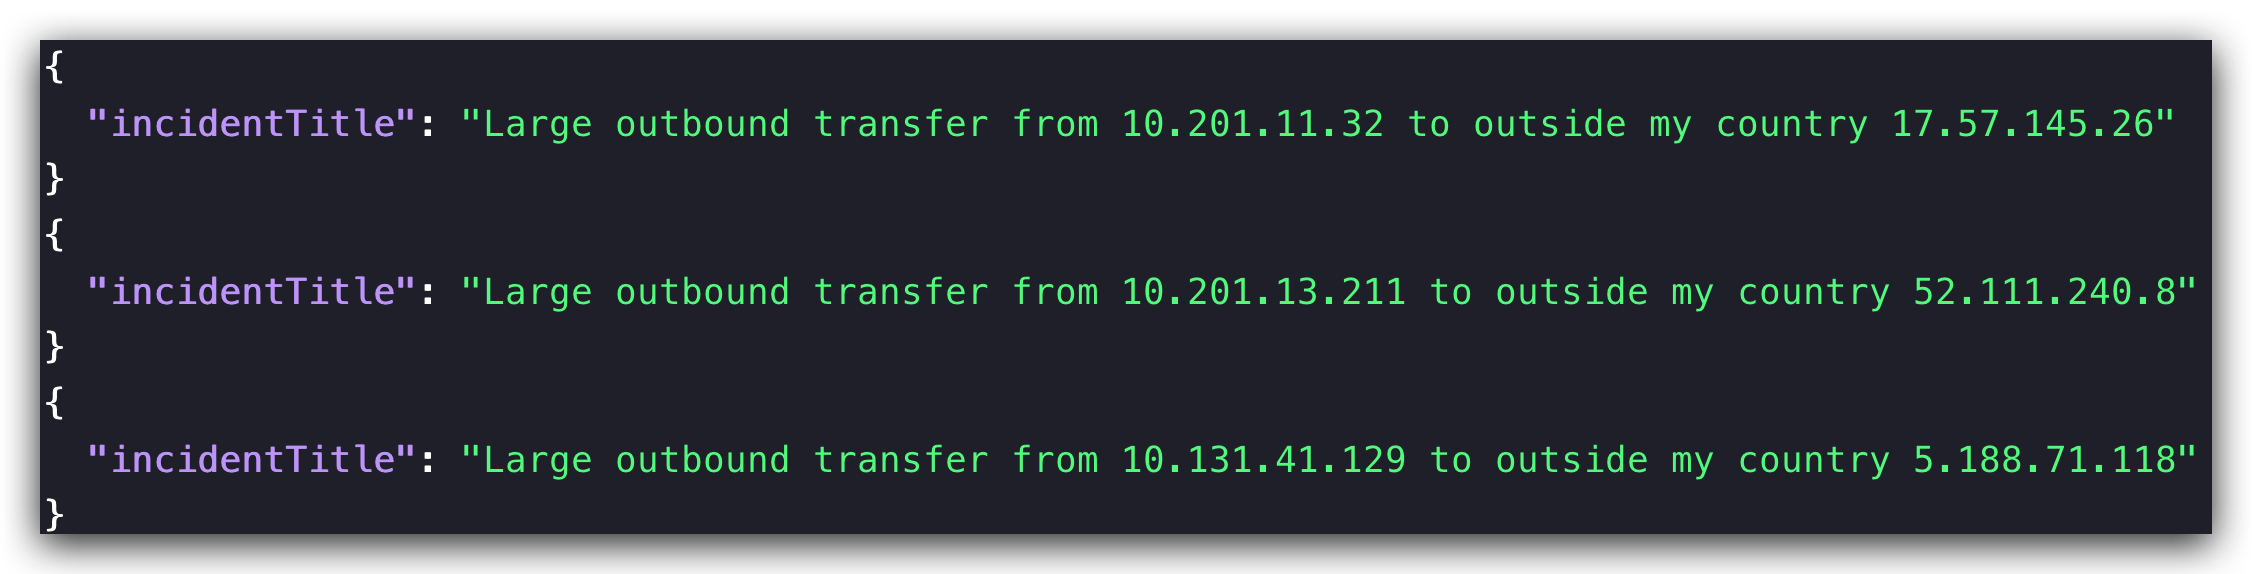 {
  "incidentTitle": "Large outbound transfer from 10.201.11.32 to outside my country 17.57.145.26"
}
{
  "incidentTitle": "Large outbound transfer from 10.201.13.211 to outside my country 52.111.240.8"
}
{
  "incidentTitle": "Large outbound transfer from 10.131.41.129 to outside my country 5.188.71.118"
}